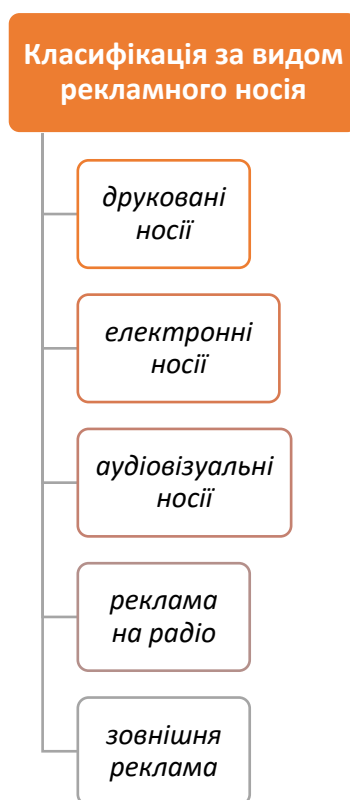 Класифікація за видом
рекламного носія
друковані
носії
електронні
носії
аудіовізуальні
носії
реклама
на радіо
зовнішня
реклама